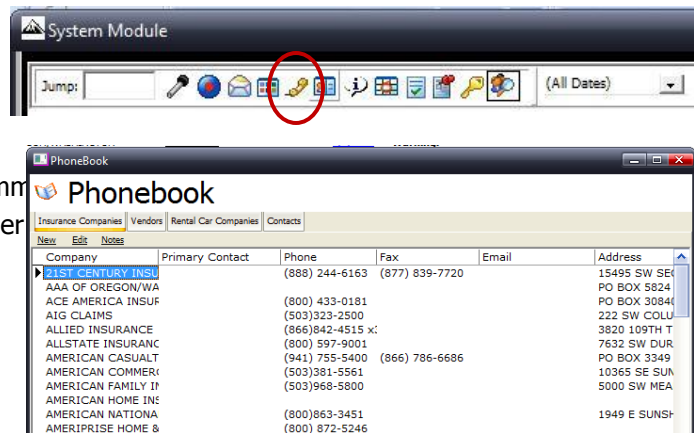 System Module
Jump: (All Dates)
PhoneBook
Phonebook
Insurance Companies Vendors Rental Car Companies Contacts
New Edit Notes
Company Primary Contact Phone Fax Email Address
21ST CENTURY INSU (888) 244-6163 (877) 839-7720 15495 SW SE
AAA OF OREGON/WA PO BOX 5824
ACE AMERICA INSUR (800) 433-0181 PO BOX 3084
AIG CLAIMS (503)323-2500 222 SW COLU
ALLIED INSURANCE (866)842-4515 x 3820 109TH T
ALLSTATE INSURANC (800) 597-9001 7632 SW DUR
AMERICAN CASUALT (941) 755-5400 (866) 786-6686 PO BOX 3349
AMERICAN COMMER (503)381-5561 10365 SE SUN
AMERICAN FAMILY IN (503)968-5800 5000 SW MEA
AMERICAN HOME INS
AMERICAN NATIONA (800)863-3451 1949 E SUNSH
AMERIPRISE HOME & (800) 872-5246